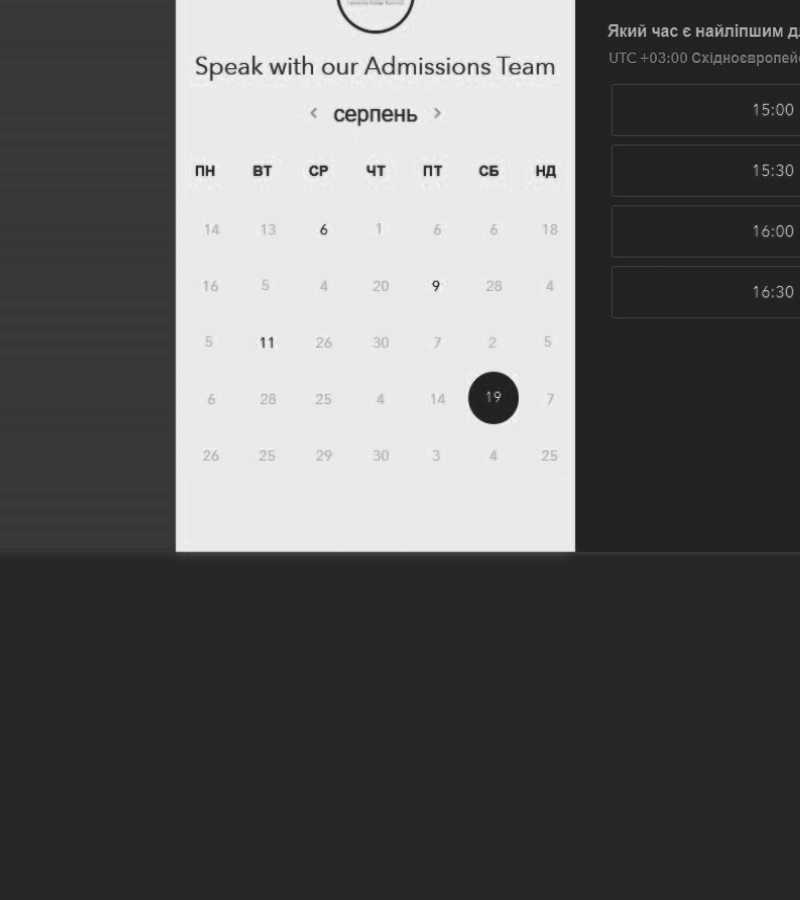 Speak with our Admissions Team
< серпень >
ПН ВТ СР ЧТ ПТ СБ НД
14 13 6 1 6 6 18
16 5 4 20 9 28 4
5 11 26 30 7 2 5
6 28 25 4 14 19 7
26 25 29 30 3 4 25
Який час є найліпшим
UTC +03:00
15:00
15:30
16:00
16:30